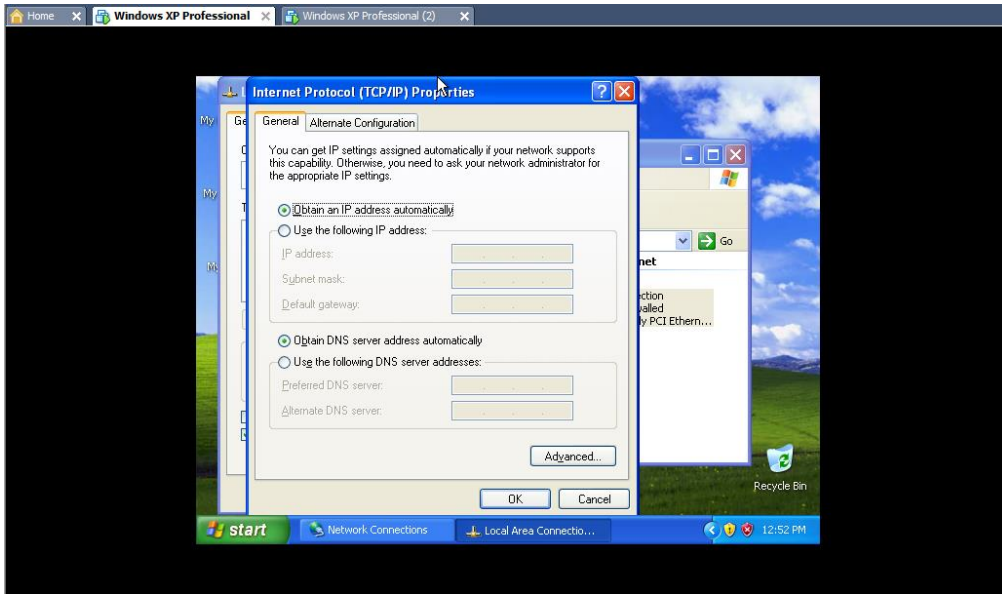 Home
Windows XP Professional
Windows XP Professional (2)
Internet Protocol (TCP/IP) Properties
General
Alternate Configuration
You can get IP settings assigned automatically if your network supports
this capability. Otherwise, you need to ask your network administrator for
the appropriate IP settings.
Obtain an IP address automatically
Use the following IP address:
IP address:
Subnet mask:
Default gateway:
Obtain DNS server address automatically
Use the following DNS server addresses:
Preferred DNS server:
Alternate DNS server:
Advanced...
OK
Cancel
My
Ge
My
My
Go
net
ction
valled
ly PCI Ethern...
Recycle Bin
start
Network Connections
Local Area Connectio...
12:52 PM